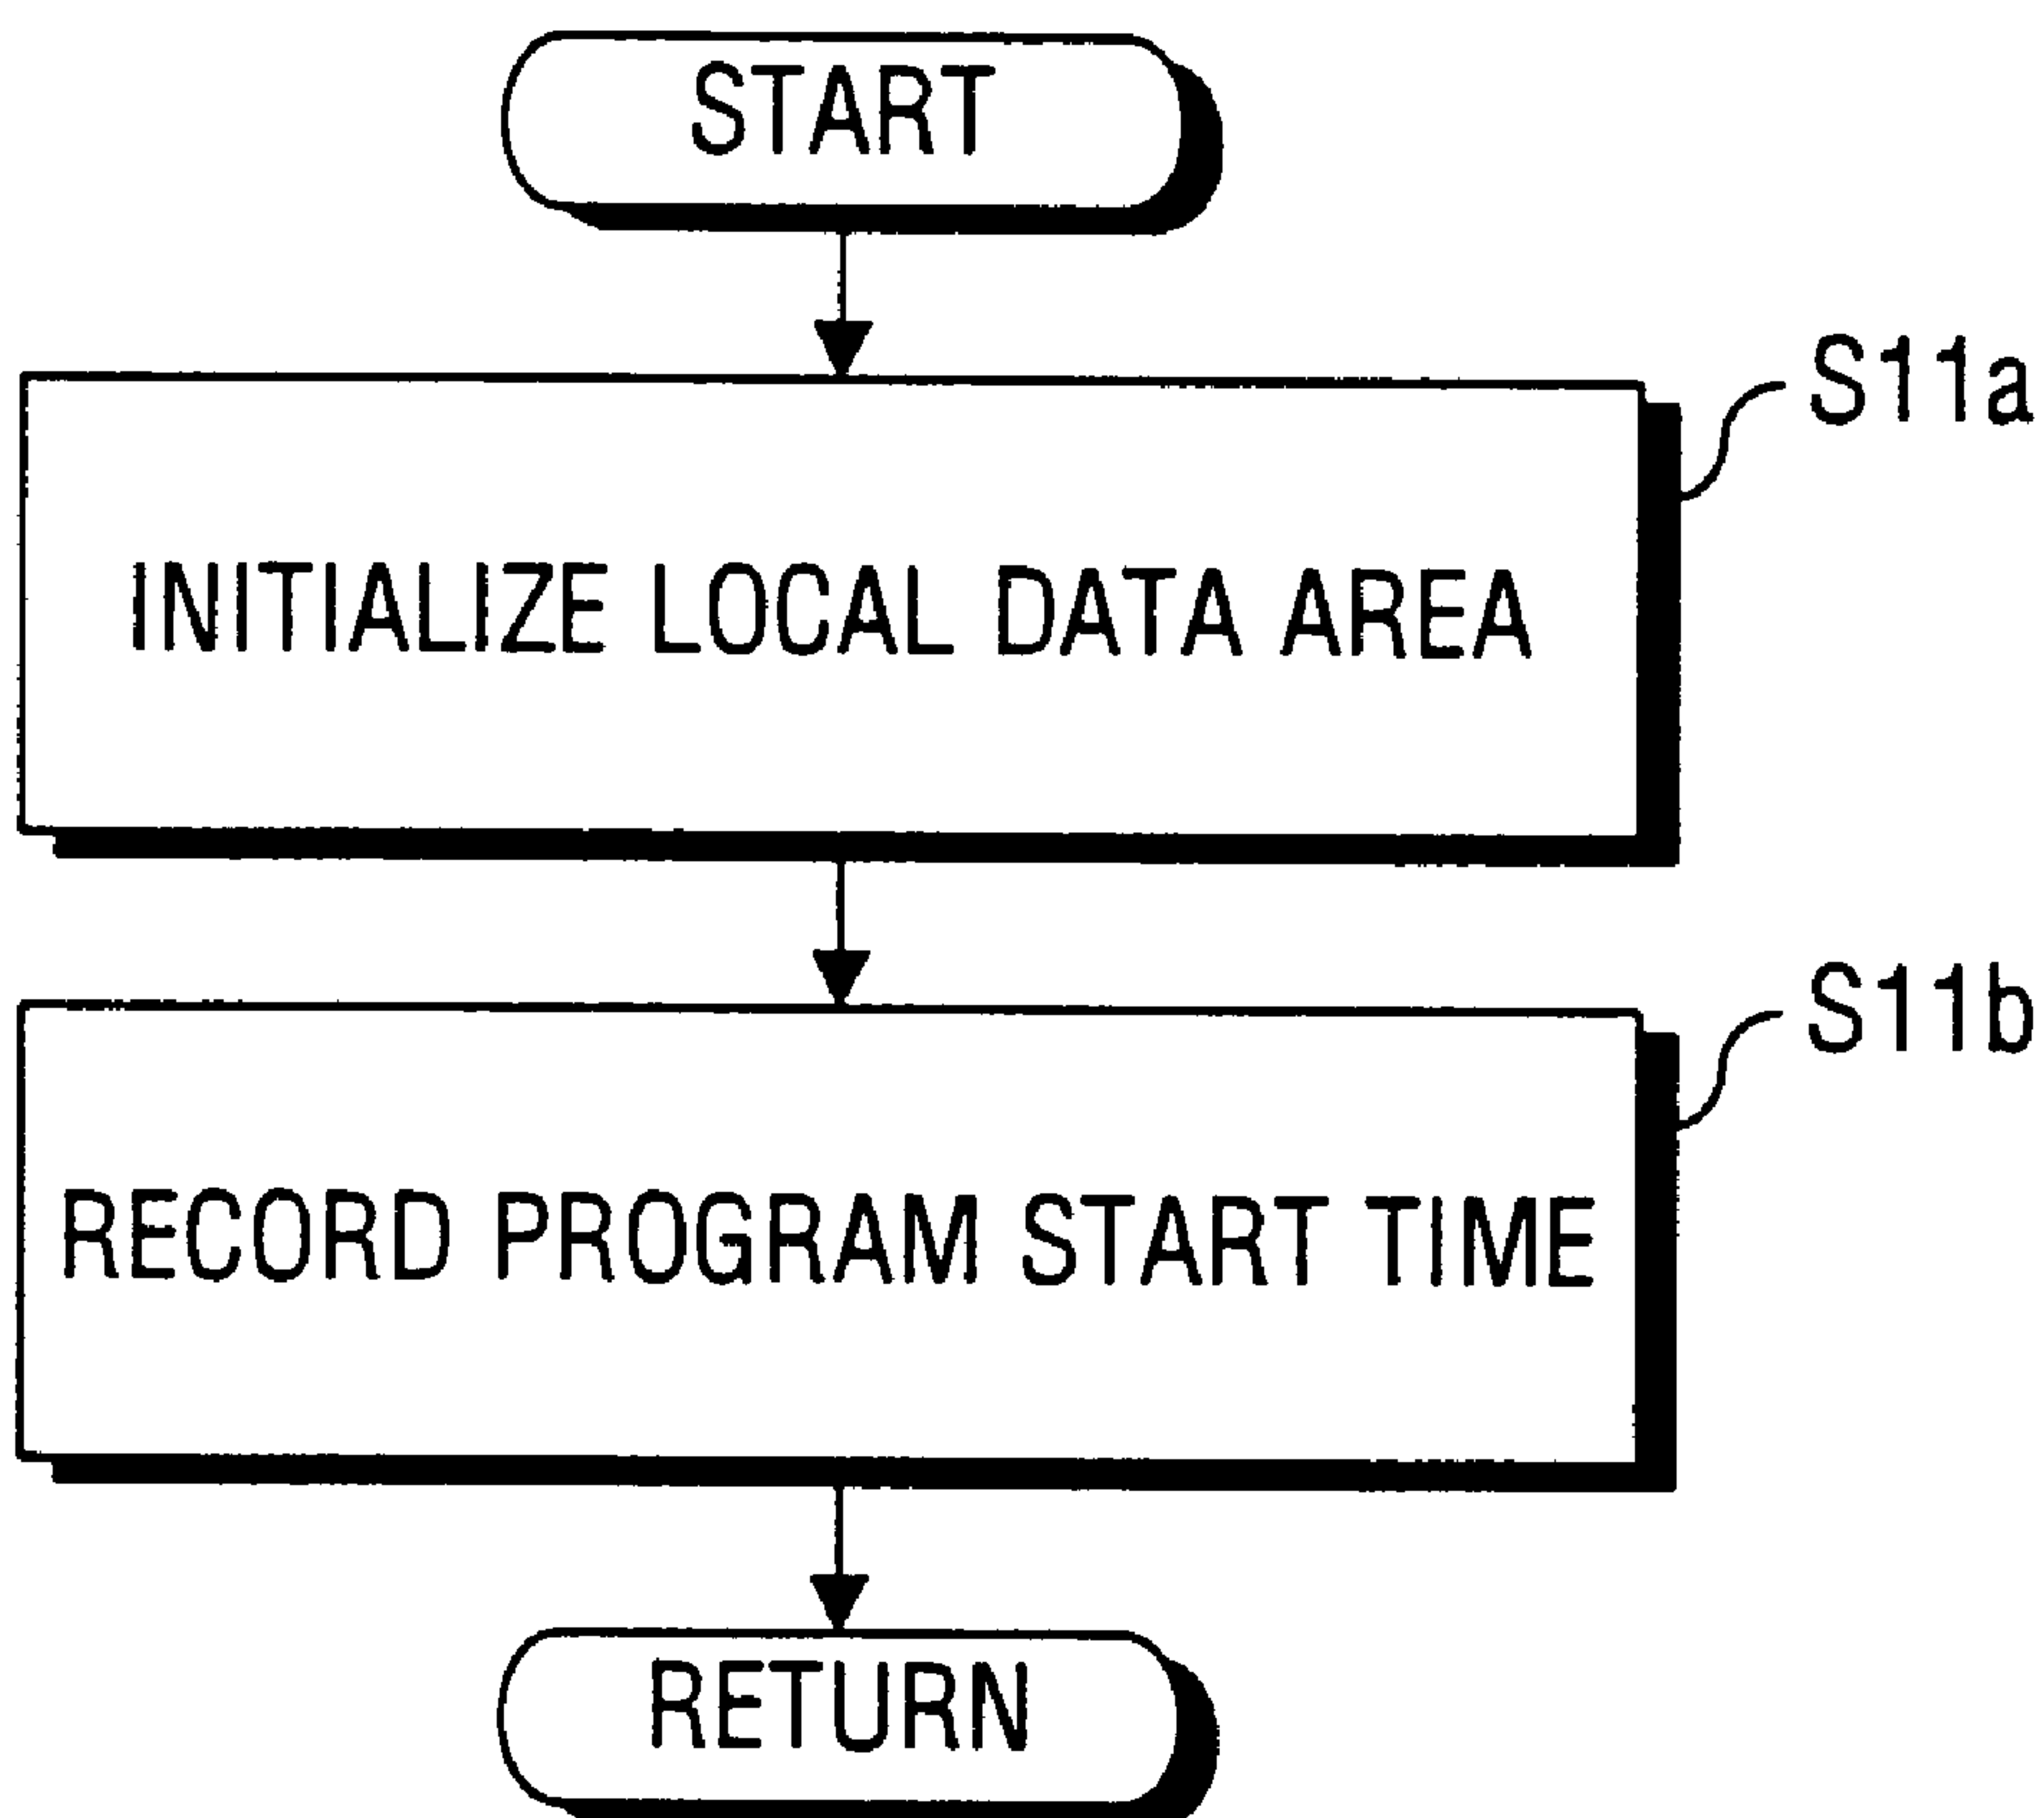 START
S11a
INITIALIZE LOCAL DATA AREA
S11b
RECORD PROGRAM START TIME
RETURN